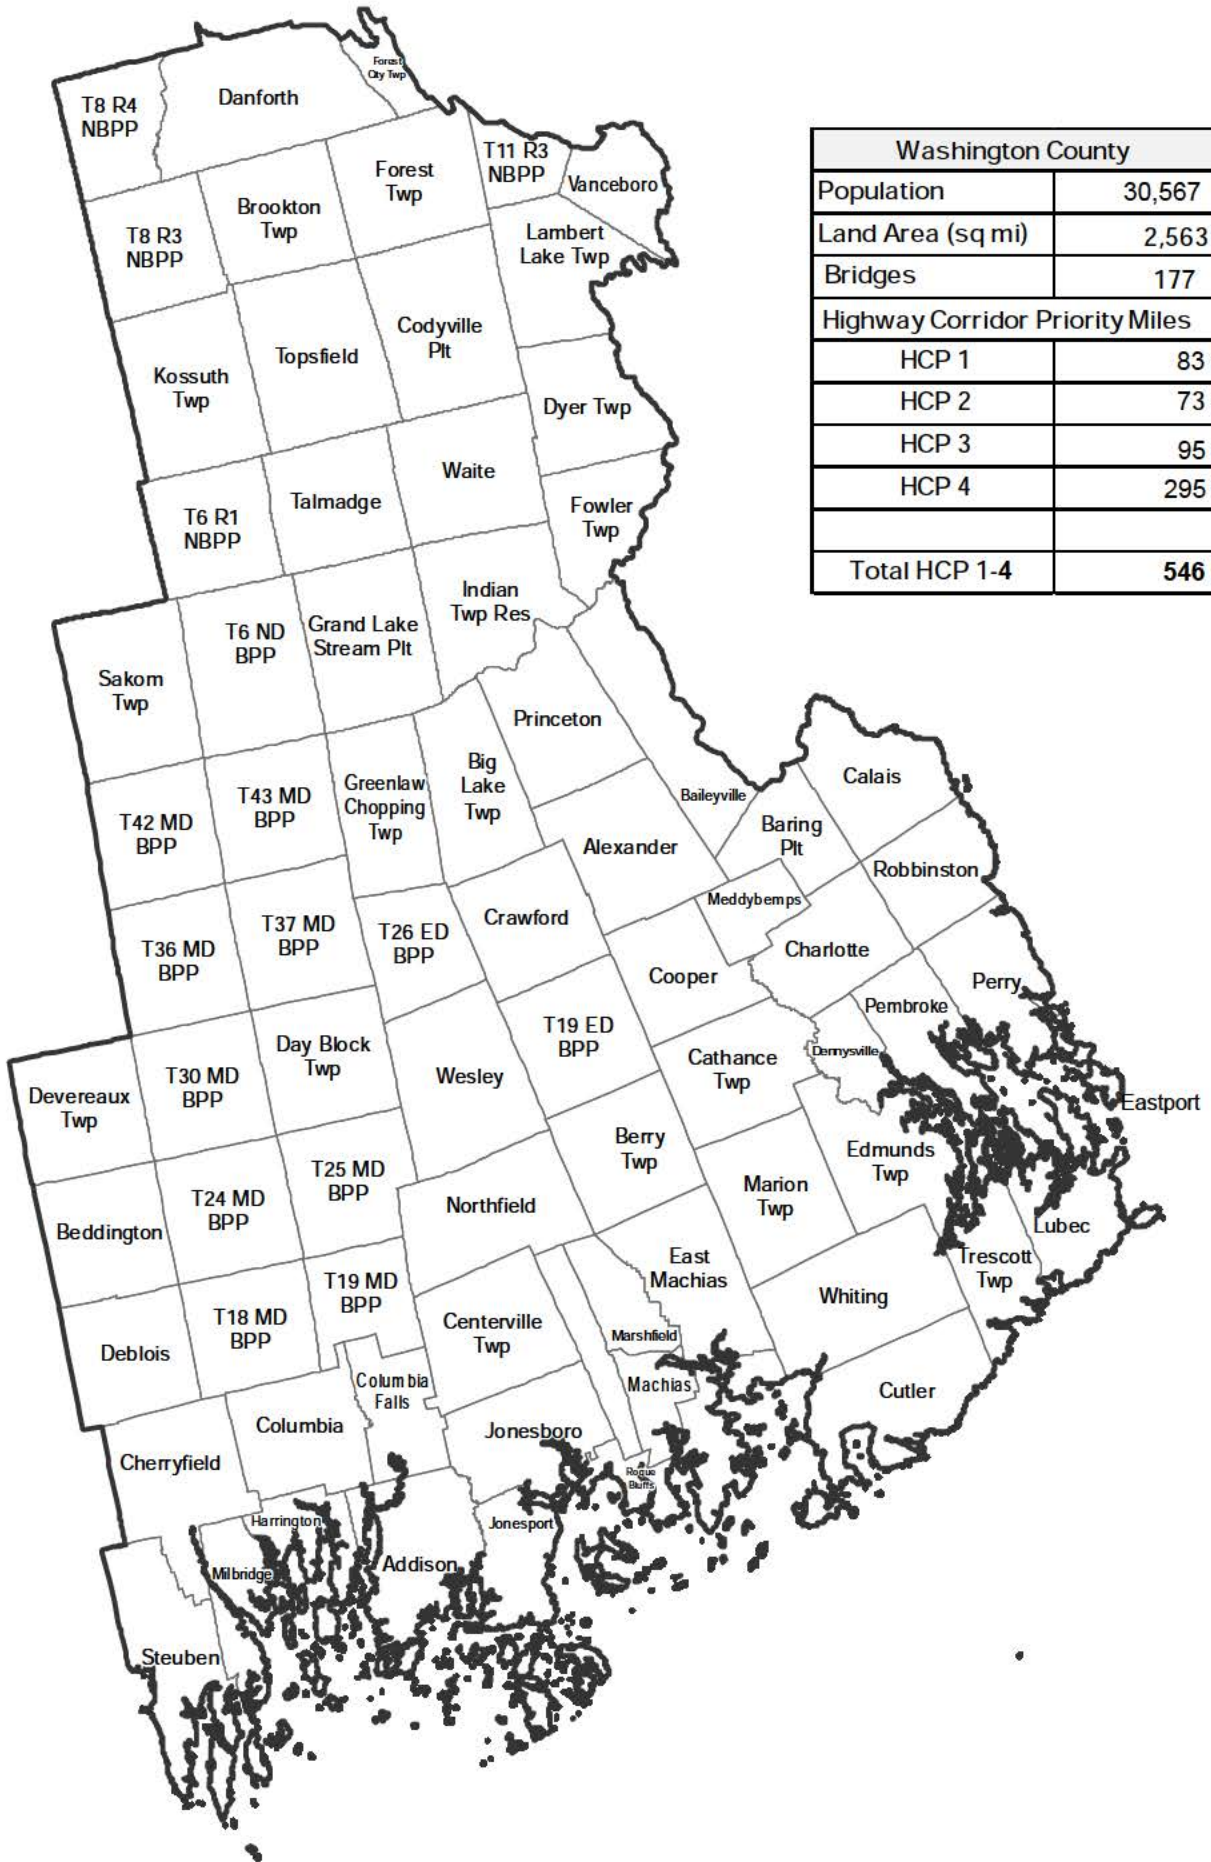 Forest
City Twp
Danforth
T8 R4
NBPP
T11 R3
NBPP
Forest
Twp
Vanceboro
Brookton
Twp
T8 R3
NBPP
Lambert
Lake Twp
Codyville
Plt
Topsfield
Kossuth
Twp
Dyer Twp
Waite
Talmadge
Fowler
Twp
T6 R1
NBPP
Indian
Twp Res
Grand Lake
Stream Plt
T6 ND
BPP
Sakom
Twp
Princeton
Big
Lake
Twp
Greenlaw
Chopping
Twp
T43 MD
BPP
T42 MD
BPP
Baileyville
Calais
Baring
Plt
Alexander
Robbinston
Meddybemps
Crawford
T26 ED
BPP
T37 MD
BPP
T36 MD
BPP
Charlotte
Cooper
Perry
Pembroke
Dennysville
T19 ED
BPP
Cathance
Twp
Wesley
Day Block
Twp
T30 MD
BPP
Devereaux
Twp
Eastport
Edmunds
Twp
Berry
Twp
Marion
Twp
T25 MD
BPP
T24 MD
BPP
Northfield
Beddington
Lubec
Trescott
Twp
East
Machias
Whiting
T19 MD
BPP
T18 MD
BPP
Centerville
Twp
Marshfield
Deblois
Columbia
Falls
Machias
Cutler
Columbia
Jonesboro
Cherryfield
Roque
Bluffs
Harrington
Jonesport
Milbridge
Addison
Steuben
Washington County
Population 30,567
Land Area (sq mi) 2,563
Bridges 177
Highway Corridor Priority Miles
HCP 1 83
HCP 2 73
HCP 3 95
HCP 4 295
Total HCP 1-4 546